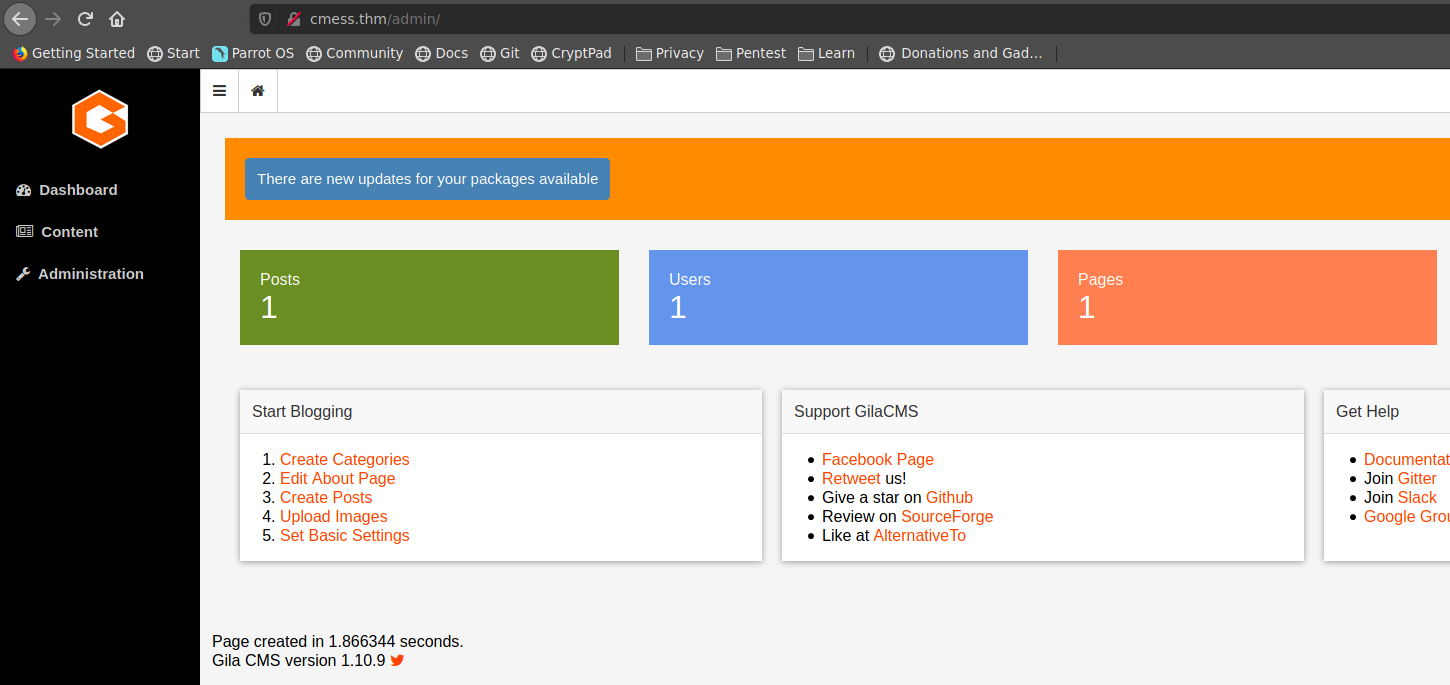 cmess.thm/admin/
Getting Started Start Parrot OS Community Docs Git CryptPad Privacy Pentest Learn Donations and Gad...
Dashboard
Content
Administration
There are new updates for your packages available
Posts
1
Users
1
Pages
1
Start Blogging
1. Create Categories
2. Edit About Page
3. Create Posts
4. Upload Images
5. Set Basic Settings
Support GilaCMS
Facebook Page
Retweet us!
Give a star on Github
Review on SourceForge
Like at AlternativeTo
Get Help
Documentat
Join Gitter
Join Slack
Google Grou
Page created in 1.866344 seconds.
Gila CMS version 1.10.9